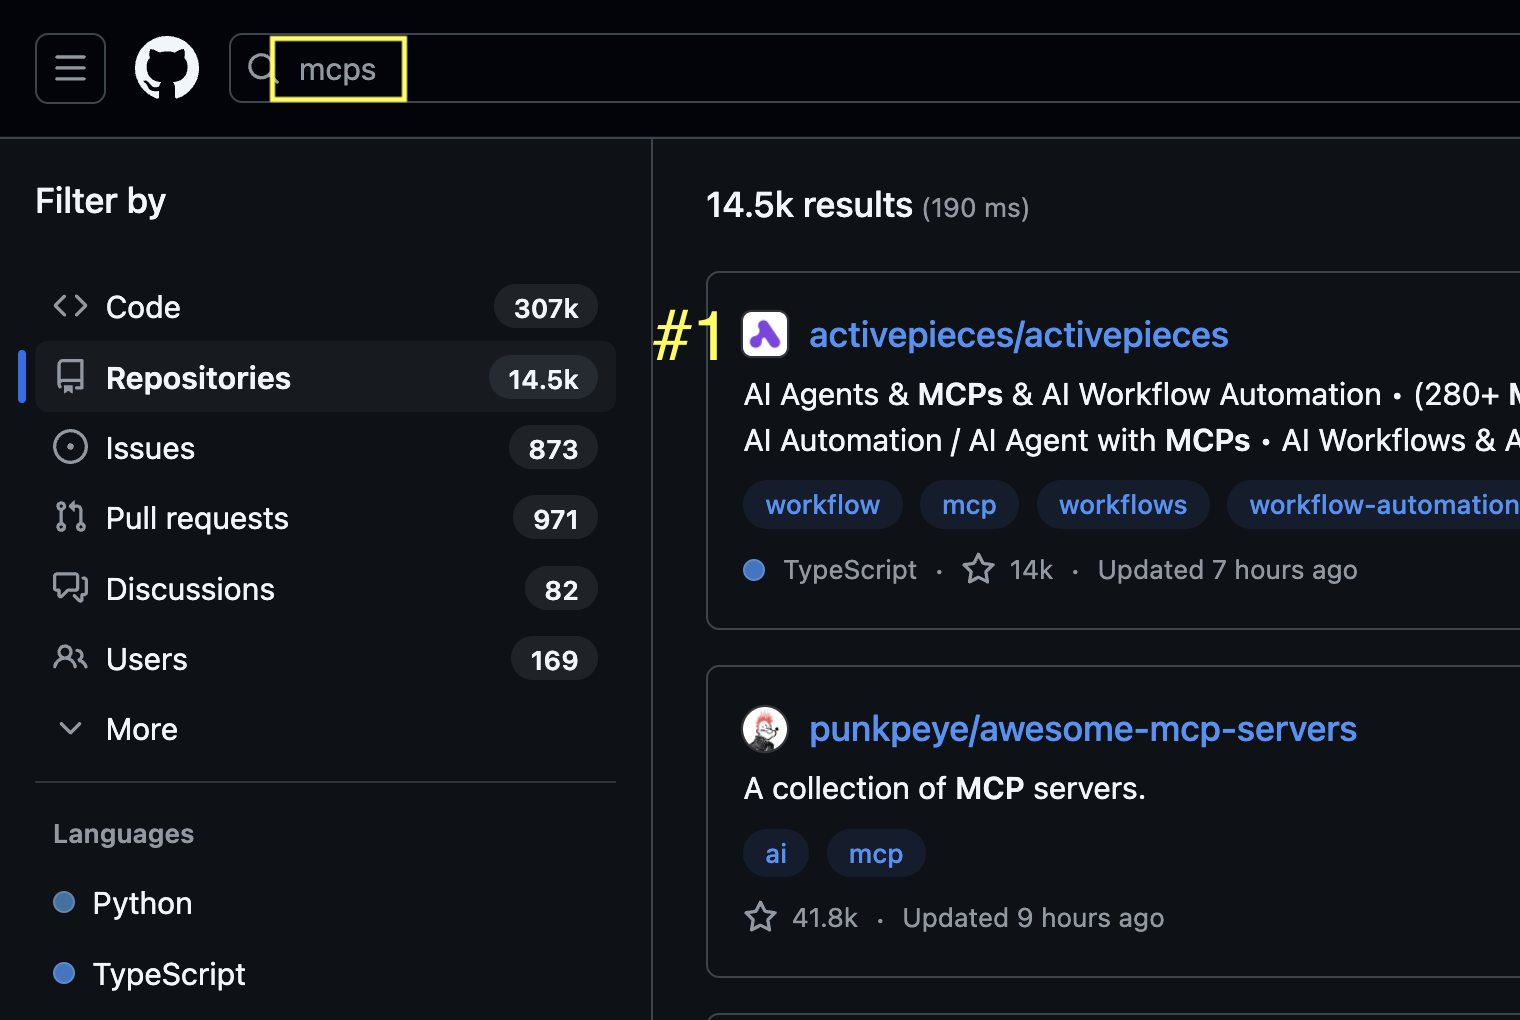 mcps
Filter by
Code 307k
Repositories 14.5k
Issues 873
Pull requests 971
Discussions 82
Users 169
More
Languages
Python
TypeScript
14.5k results (190 ms)
#1
activepieces/activepieces
AI Agents & MCPs & AI Workflow Automation • (280+
AI Automation / AI Agent with MCPs • AI Workflows &
workflow mcp workflows workflow-automation
TypeScript · 14k · Updated 7 hours ago
punkpeye/awesome-mcp-servers
A collection of MCP servers.
ai mcp
41.8k · Updated 9 hours ago